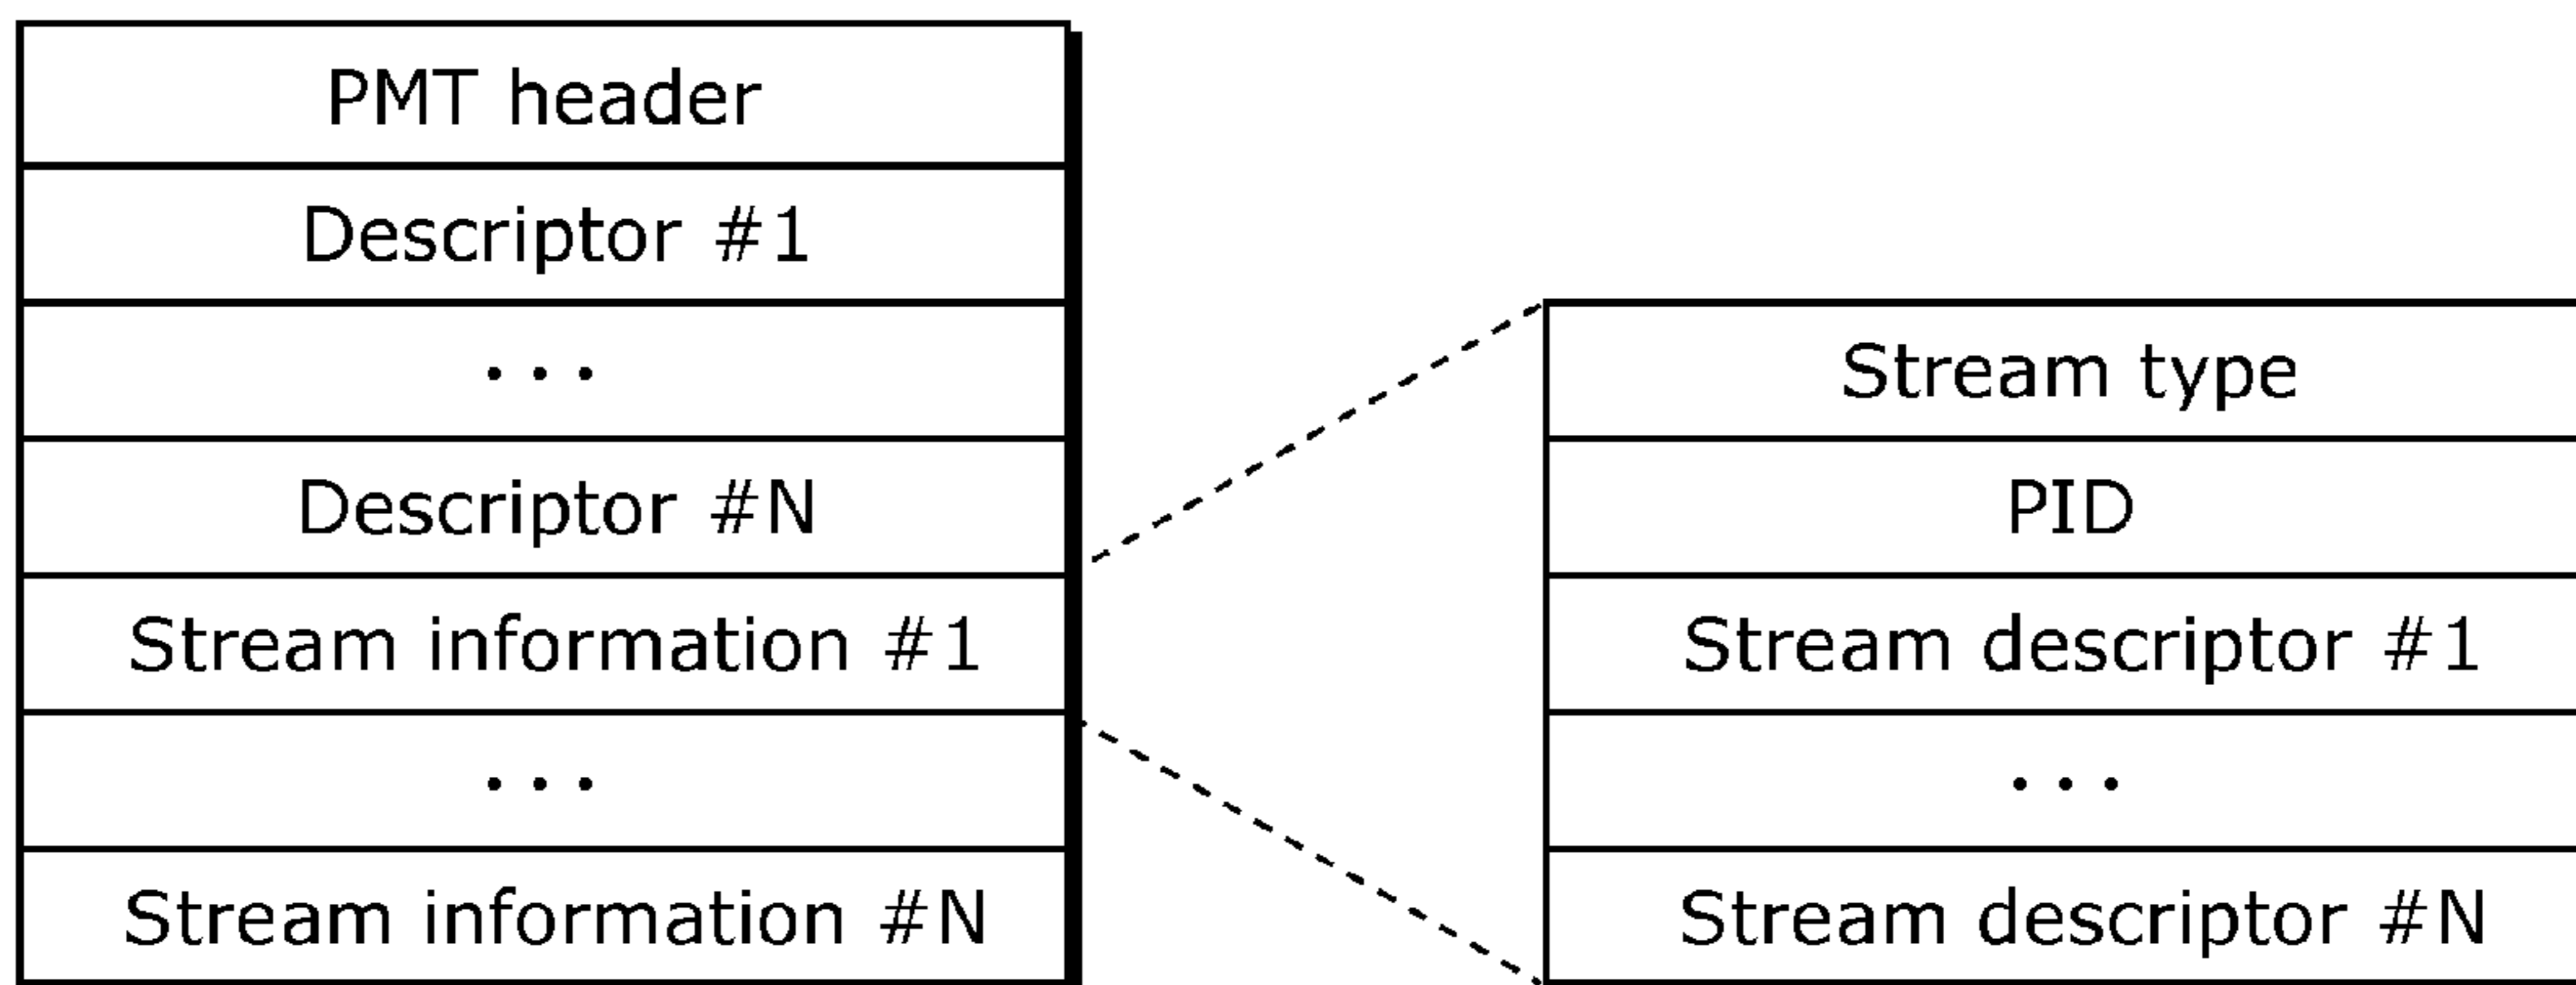 PMT header
Descriptor #1
...
Descriptor #N
Stream information #1
...
Stream information #N
Stream type
PID
Stream descriptor #1
...
Stream descriptor #N